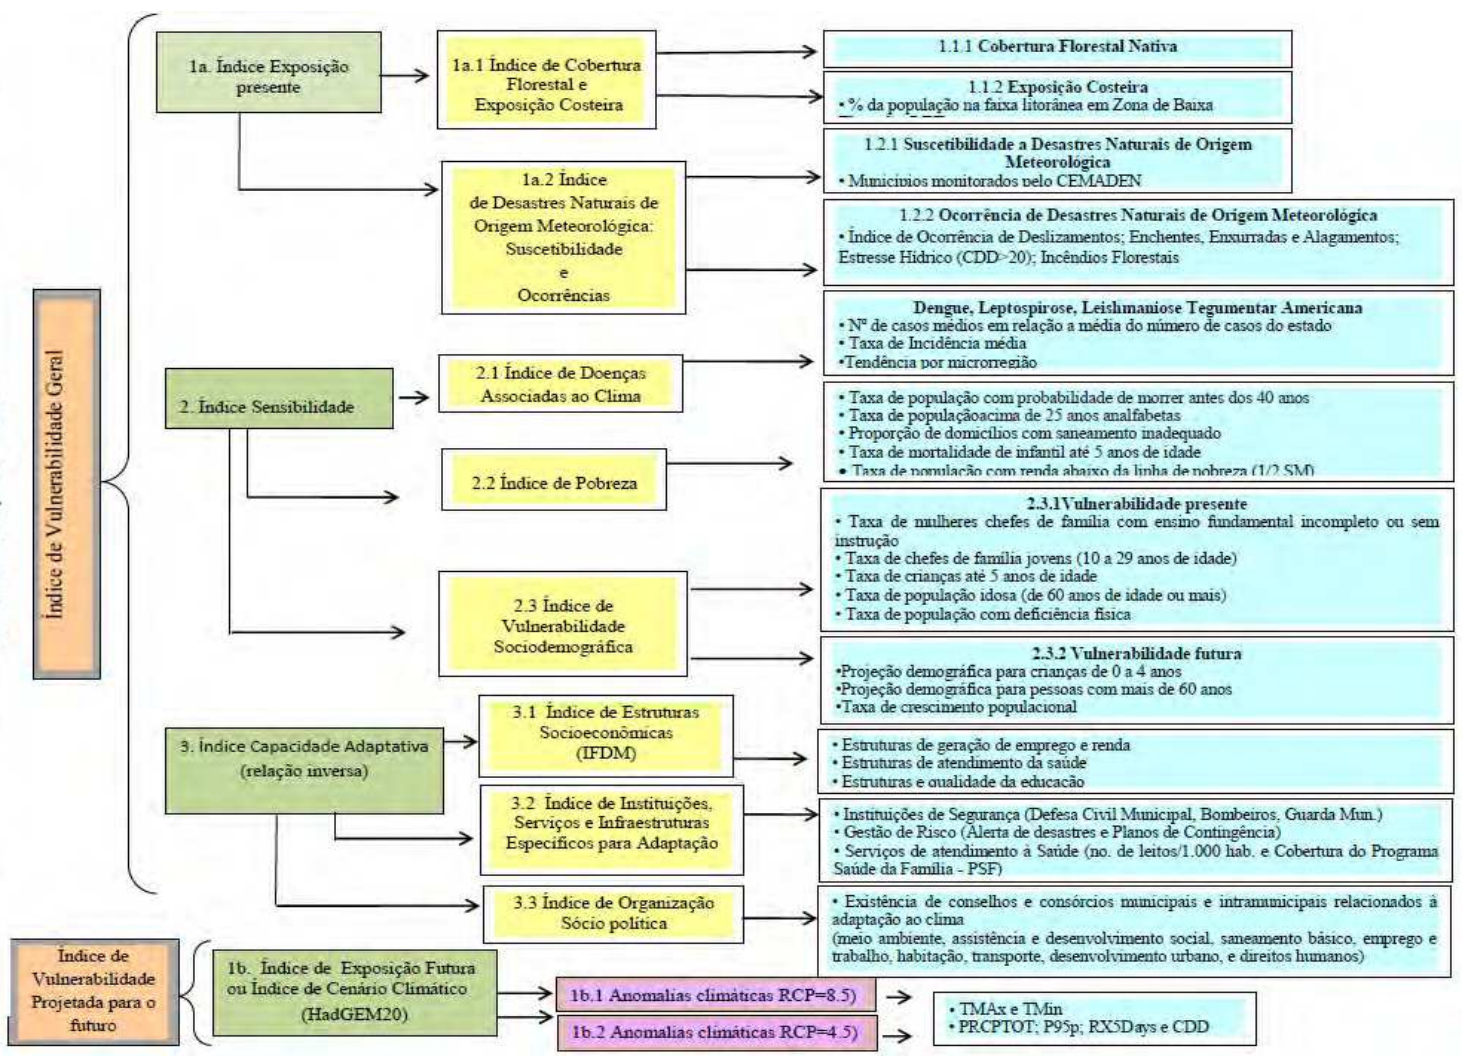 Índice de Vulnerabilidade Geral
1a. Índice Exposição
presente
1a.1 Índice de Cobertura
Florestal e
Exposição Costeira
1.1.1 Cobertura Florestal Nativa
1.1.2 Exposição Costeira
• % da população na faixa litorânea em Zona de Baixa
1a.2 Índice
de Desastres Naturais de
Origem Meteorológica:
Suscetibilidade
e
Ocorrências
1.2.1 Suscetibilidade a Desastres Naturais de Origem
Meteorológica
• Municípios monitorados pelo CEMADEN
1.2.2 Ocorrência de Desastres Naturais de Origem Meteorológica
• Índice de Ocorrência de Deslizamentos; Enchentes, Enxurradas e Alagamentos;
Estresse Hídrico (CDD>20); Incêndios Florestais
2. Índice Sensibilidade
2.1 Índice de Doenças
Associadas ao Clima
Dengue, Leptospirose, Leishmaniose Tegumentar Americana
• Nº de casos médios em relação a média do número de casos do estado
• Taxa de Incidência média
•Tendência por microrregião
2.2 Índice de Pobreza
• Taxa de população com probabilidade de morrer antes dos 40 anos
• Taxa de populaçãoacima de 25 anos analfabetas
• Proporção de domicílios com saneamento inadequado
• Taxa de mortalidade de infantil até 5 anos de idade
• Taxa de população com renda abaixo da linha de pobreza (1/2 SM)
2.3 Índice de
Vulnerabilidade
Sociodemográfica
2.3.1Vulnerabilidade presente
• Taxa de mulheres chefes de família com ensino fundamental incompleto ou sem
instrução
• Taxa de chefes de família jovens (10 a 29 anos de idade)
• Taxa de crianças até 5 anos de idade
• Taxa de população idosa (de 60 anos de idade ou mais)
• Taxa de população com deficiência física
2.3.2 Vulnerabilidade futura
•Projeção demográfica para crianças de 0 a 4 anos
•Projeção demográfica para pessoas com mais de 60 anos
•Taxa de crescimento populacional
3. Índice Capacidade Adaptativa
(relação inversa)
3.1 Índice de Estruturas
Socioeconômicas
(IFDM)
• Estruturas de geração de emprego e renda
• Estruturas de atendimento da saúde
• Estruturas e qualidade da educação
3.2 Índice de Instituições,
Serviços e Infraestruturas
Específicos para Adaptação
• Instituições de Segurança (Defesa Civil Municipal, Bombeiros, Guarda Mun.)
• Gestão de Risco (Alerta de desastres e Planos de Contingência)
• Serviços de atendimento à Saúde (no. de leitos/1.000 hab. e Cobertura do Programa
Saúde da Família - PSF)
3.3 Índice de Organização
Sócio política
• Existência de conselhos e consórcios municipais e intramunicipais relacionados à
adaptação ao clima
(meio ambiente, assistência e desenvolvimento social, saneamento básico, emprego e
trabalho, habitação, transporte, desenvolvimento urbano, e direitos humanos)
Índice de
Vulnerabilidade
Projetada para o
futuro
1b. Índice de Exposição Futura
ou Índice de Cenário Climático
(HadGEM20)
1b.1 Anomalias climáticas RCP=8.5)
1b.2 Anomalias climáticas RCP=4.5)
• TMAx e TMin
• PRCPTOT; P95p; RX5Days e CDD